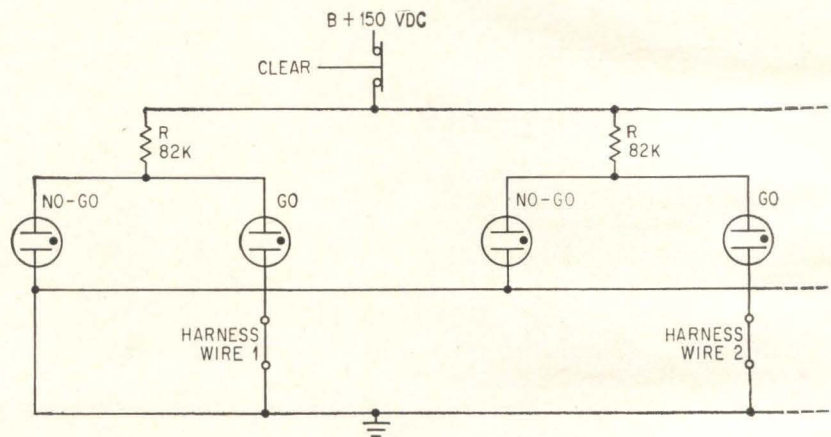 B + 150 VDC
CLEAR
R
82K
R
82K
NO-GO
GO
NO-GO
GO
HARNESS
WIRE 1
HARNESS
WIRE 2